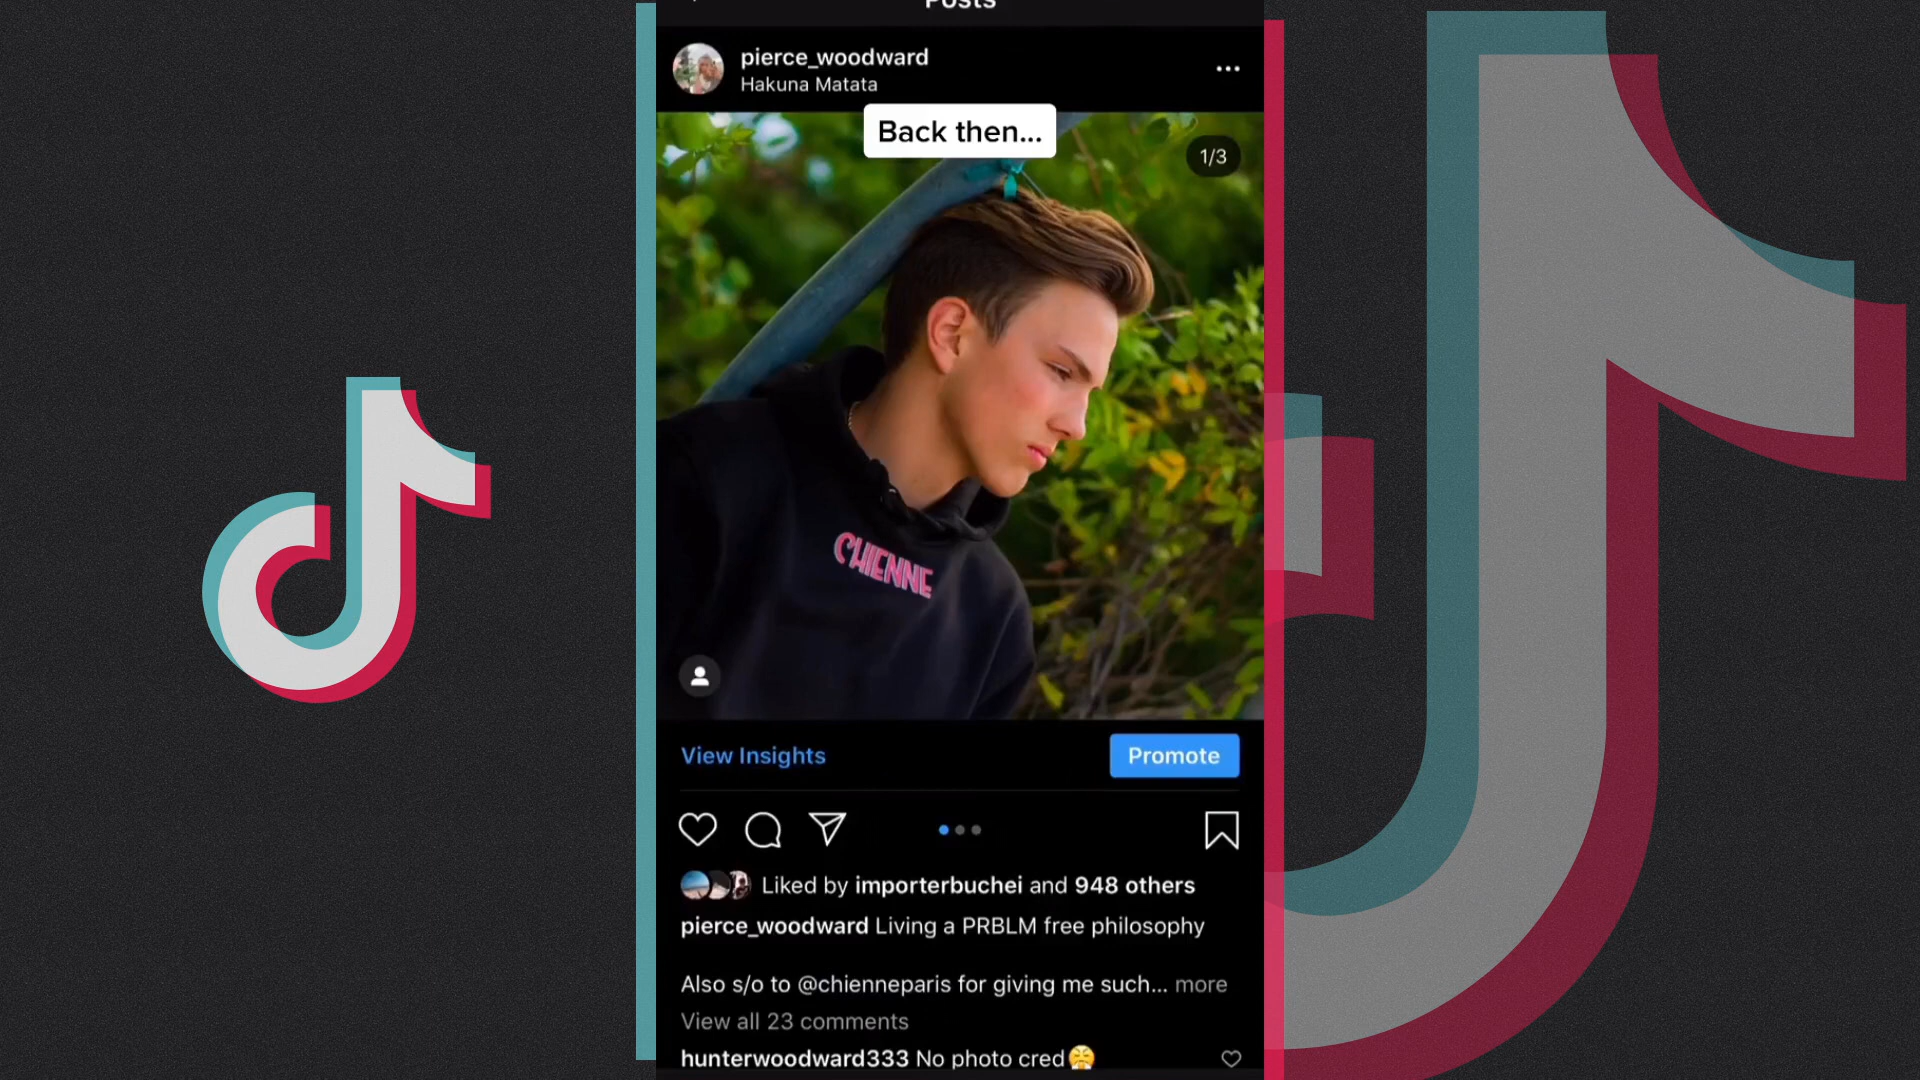 Posts
pierce_woodward
Hakuna Matata
Back then...
1/3
CHIENNE
View Insights
Promote
Liked by importerbuchei and 948 others
pierce_woodward Living a PRBLM free philosophy
Also s/o to @chienneparis for giving me such... more
View all 23 comments
hunterwoodward333 No photo cred😤